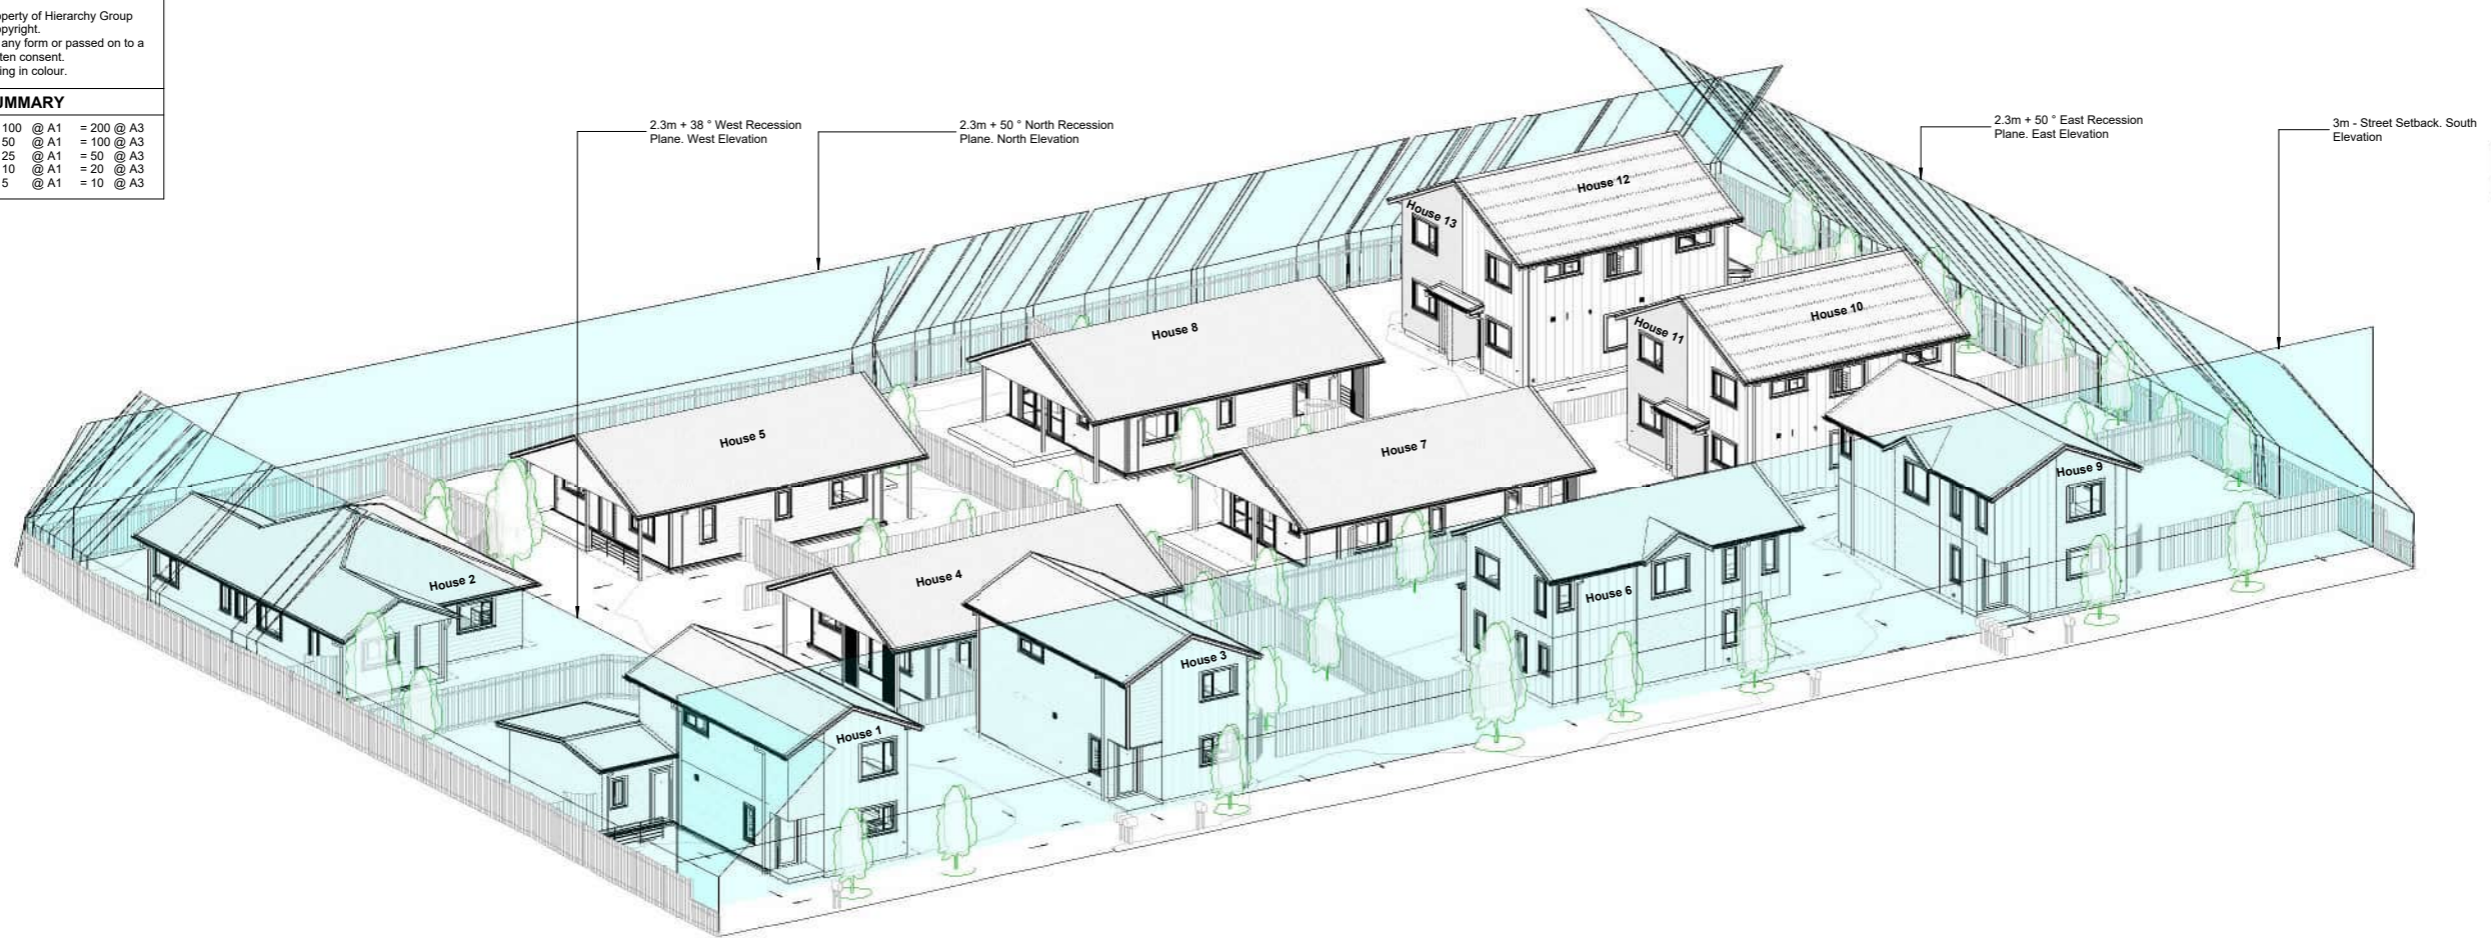 operty of Hierarchy Group
opyright.
any form or passed on to a
ten consent.
ing in colour.
UMMARY
100 @ A1 = 200 @ A3
50 @ A1 = 100 @ A3
25 @ A1 = 50 @ A3
10 @ A1 = 20 @ A3
5 @ A1 = 10 @ A3
2.3m + 38 ° West Recession
Plane. West Elevation
2.3m + 50 ° North Recession
Plane. North Elevation
2.3m + 50 ° East Recession
Plane. East Elevation
3m - Street Setback. South
Elevation
House 12
House 13
House 10
House 11
House 8
House 7
House 5
House 9
House 2
House 4
House 6
House 3
House 1